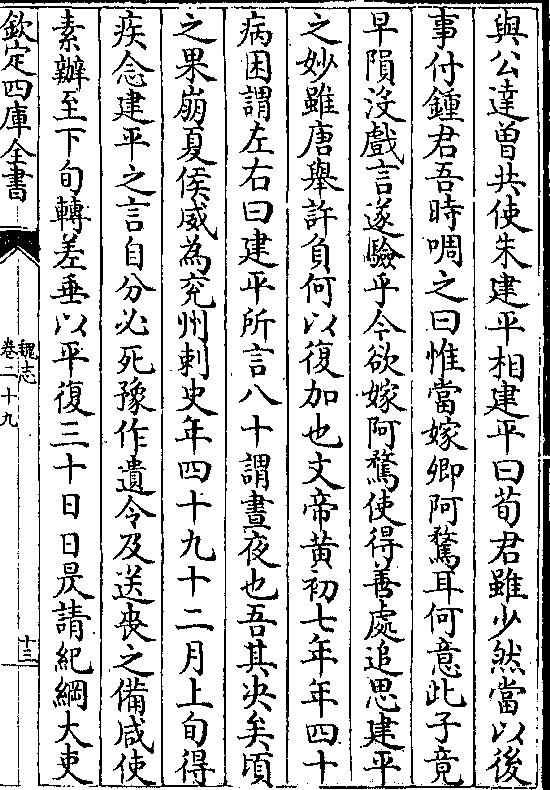 與公達曽共使朱建平相建平曰荀君雖少然當以後
事付鍾君吾時啁之曰惟當嫁卿阿騖耳何意此子竟
早隕沒戲言遂驗乎今欲嫁阿騖使得善處追思建平
之妙雖唐舉許負何以復加也文帝黄初七年年四十
病困謂左右曰建平所言八十謂晝夜也吾其决矣頃
之果崩夏侯威為兖州刺史年四十九十二月上旬得
疾念建平之言自分必死豫作遺令及送喪之備咸使
素辦至下旬轉差垂以平復三十日日昃請紀綱大吏
欽定四庫全書
魏志
卷二十九
十三